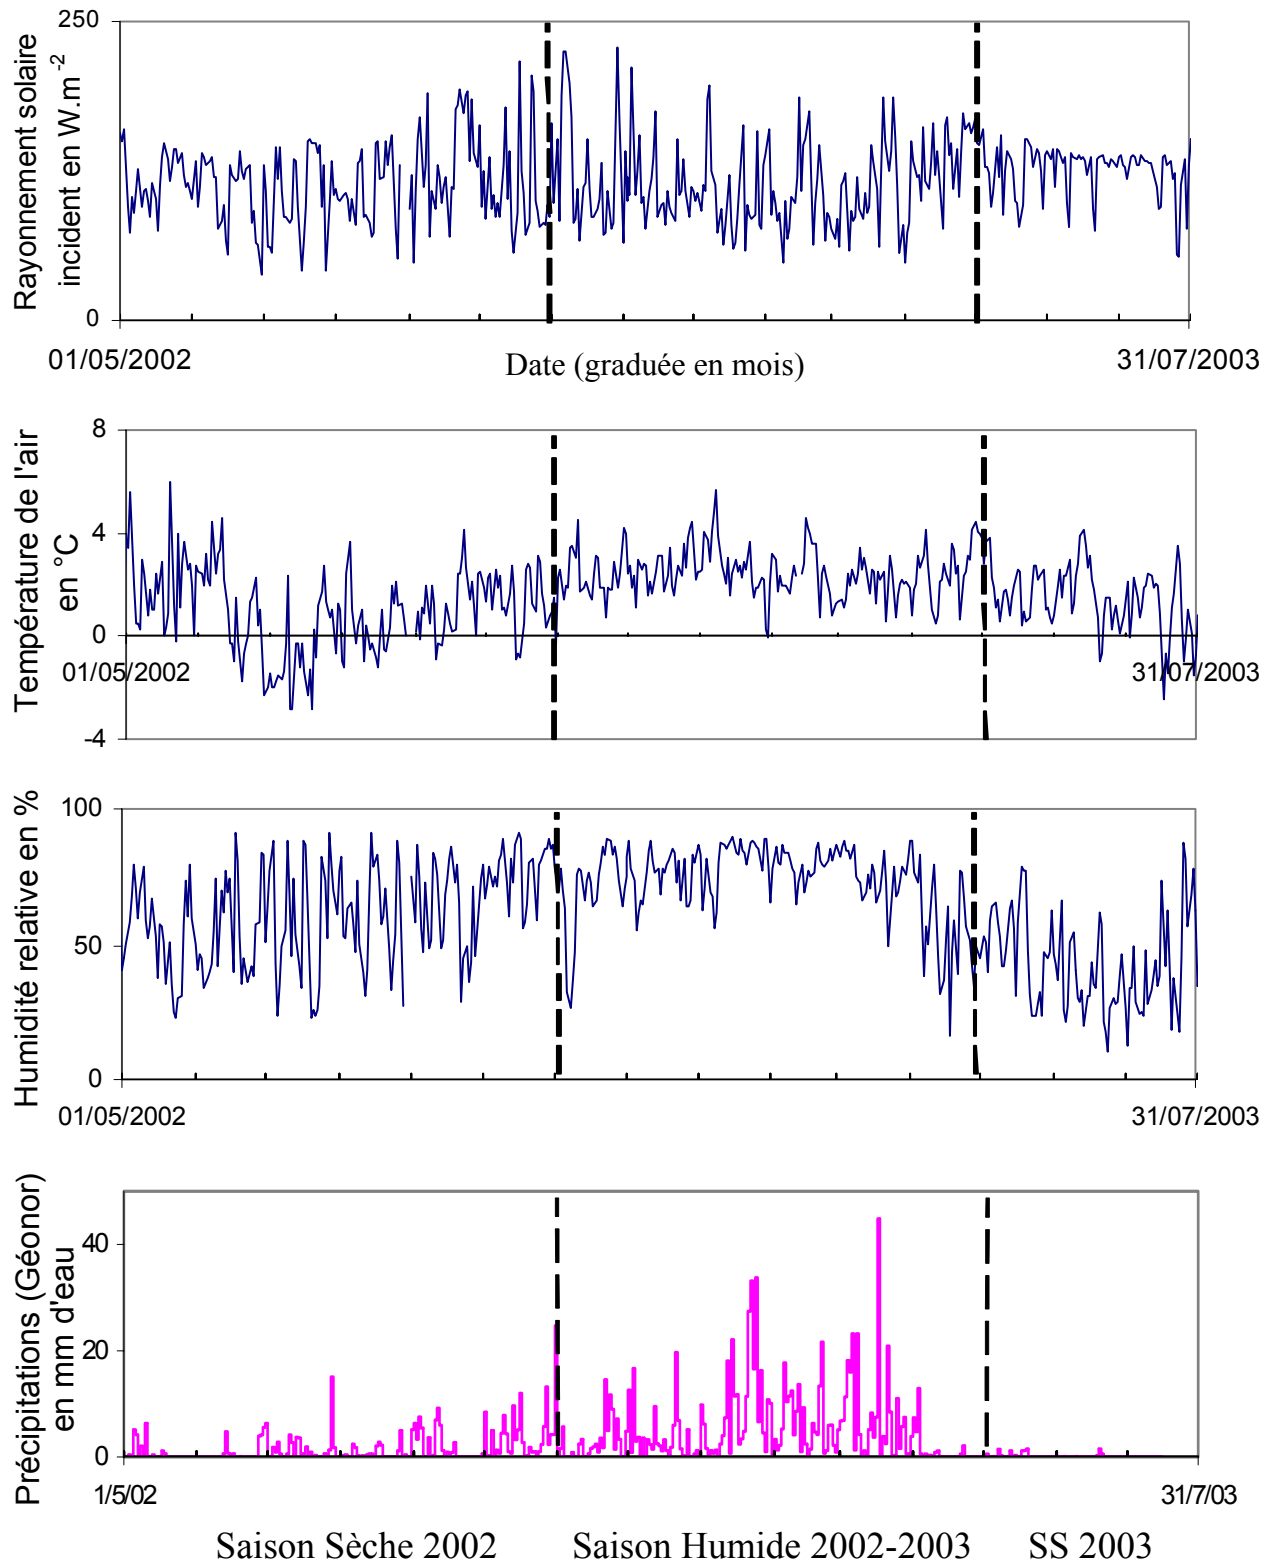 Rayonnement solaire
incident en W.m-2
250
0
01/05/2002
Date (graduée en mois)
31/07/2003
Température de l'air
en °C
8
4
0
-4
01/05/2002
31/07/2003
Humidité relative en %
100
50
0
01/05/2002
31/07/2003
Précipitations (Géonor)
en mm d'eau
40
20
0
1/5/02
31/7/03
Saison Sèche 2002
Saison Humide 2002-2003
SS 2003